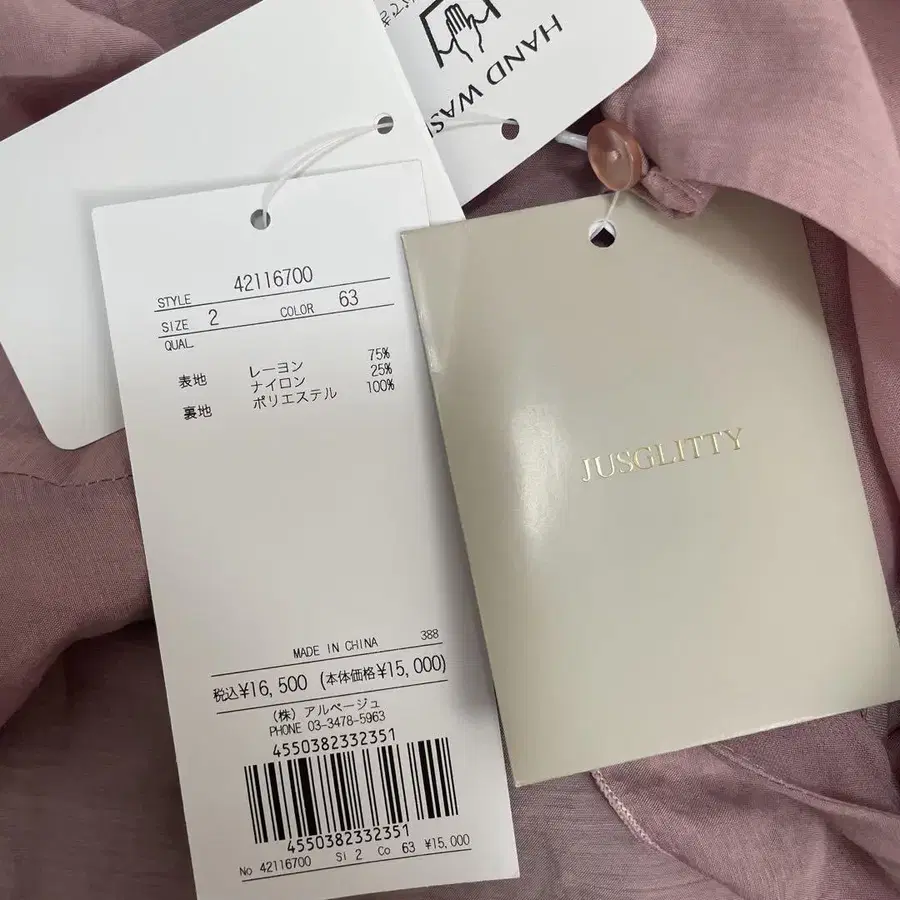 HAND WAS
STYLE 42116700
SIZE 2 COLOR 63
QUAL.
表地 レーヨン 75%
ナイロン 25%
裏地 ポリエステル 100%
388
MADE IN CHINA
税込¥16,500 (本体価格¥15,000)
(株) アルページュ
PHONE 03-3478-5963
4550382332351
4550382332351
No 42116700 Si 2 Co 63 ¥15,000
JUSGLITTY